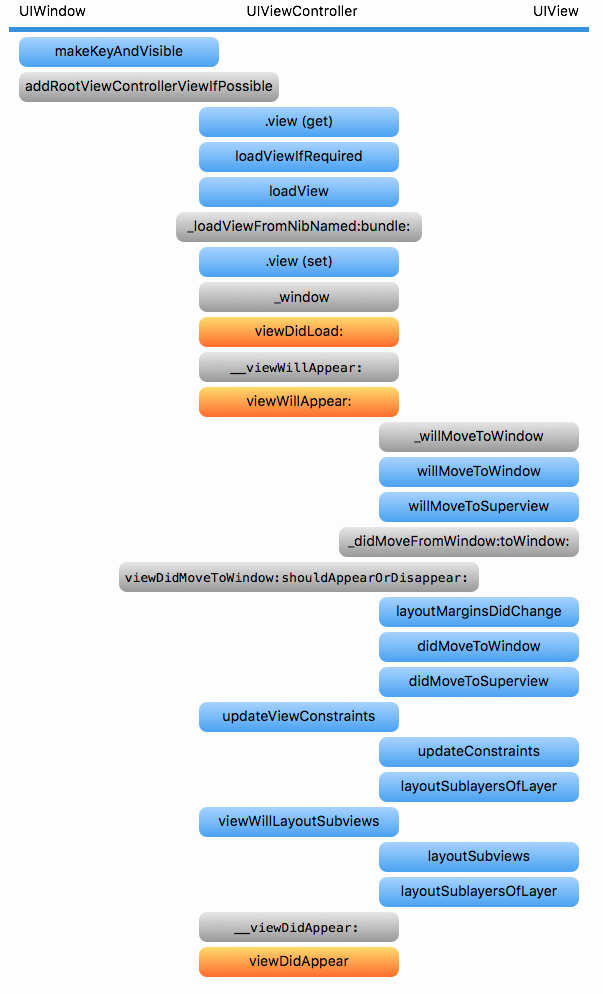 UIWindow UIViewController UIView
makeKeyAndVisible
addRootViewControllerViewIfPossible
.view (get)
loadViewIfRequired
loadView
_loadViewFromNibNamed:bundle:
.view (set)
_window
viewDidLoad:
__viewWillAppear:
viewWillAppear:
_willMoveToWindow
willMoveToWindow
willMoveToSuperview
_didMoveFromWindow:toWindow:
viewDidMoveToWindow:shouldAppearOrDisappear:
layoutMarginsDidChange
didMoveToWindow
didMoveToSuperview
updateViewConstraints
updateConstraints
layoutSublayersOfLayer
viewWillLayoutSubviews
layoutSubviews
layoutSublayersOfLayer
__viewDidAppear:
viewDidAppear